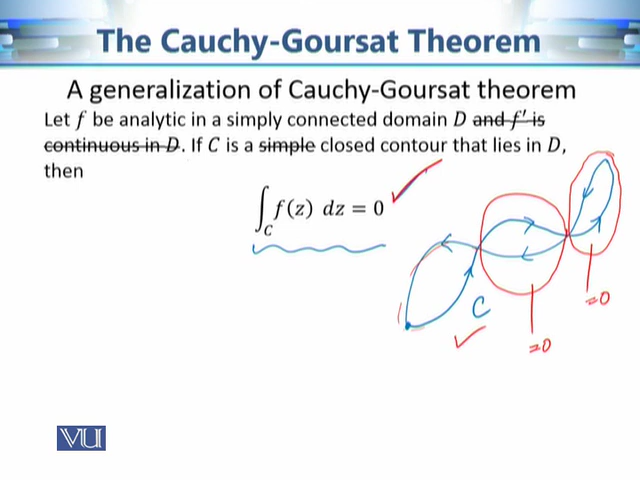 The Cauchy-Goursat Theorem
A generalization of Cauchy-Goursat theorem
Let f be analytic in a simply connected domain D and f′ is
continuous in D. If C is a simple closed contour that lies in D,
then
∫_C f(z) dz = 0
C
=0
=0
VU